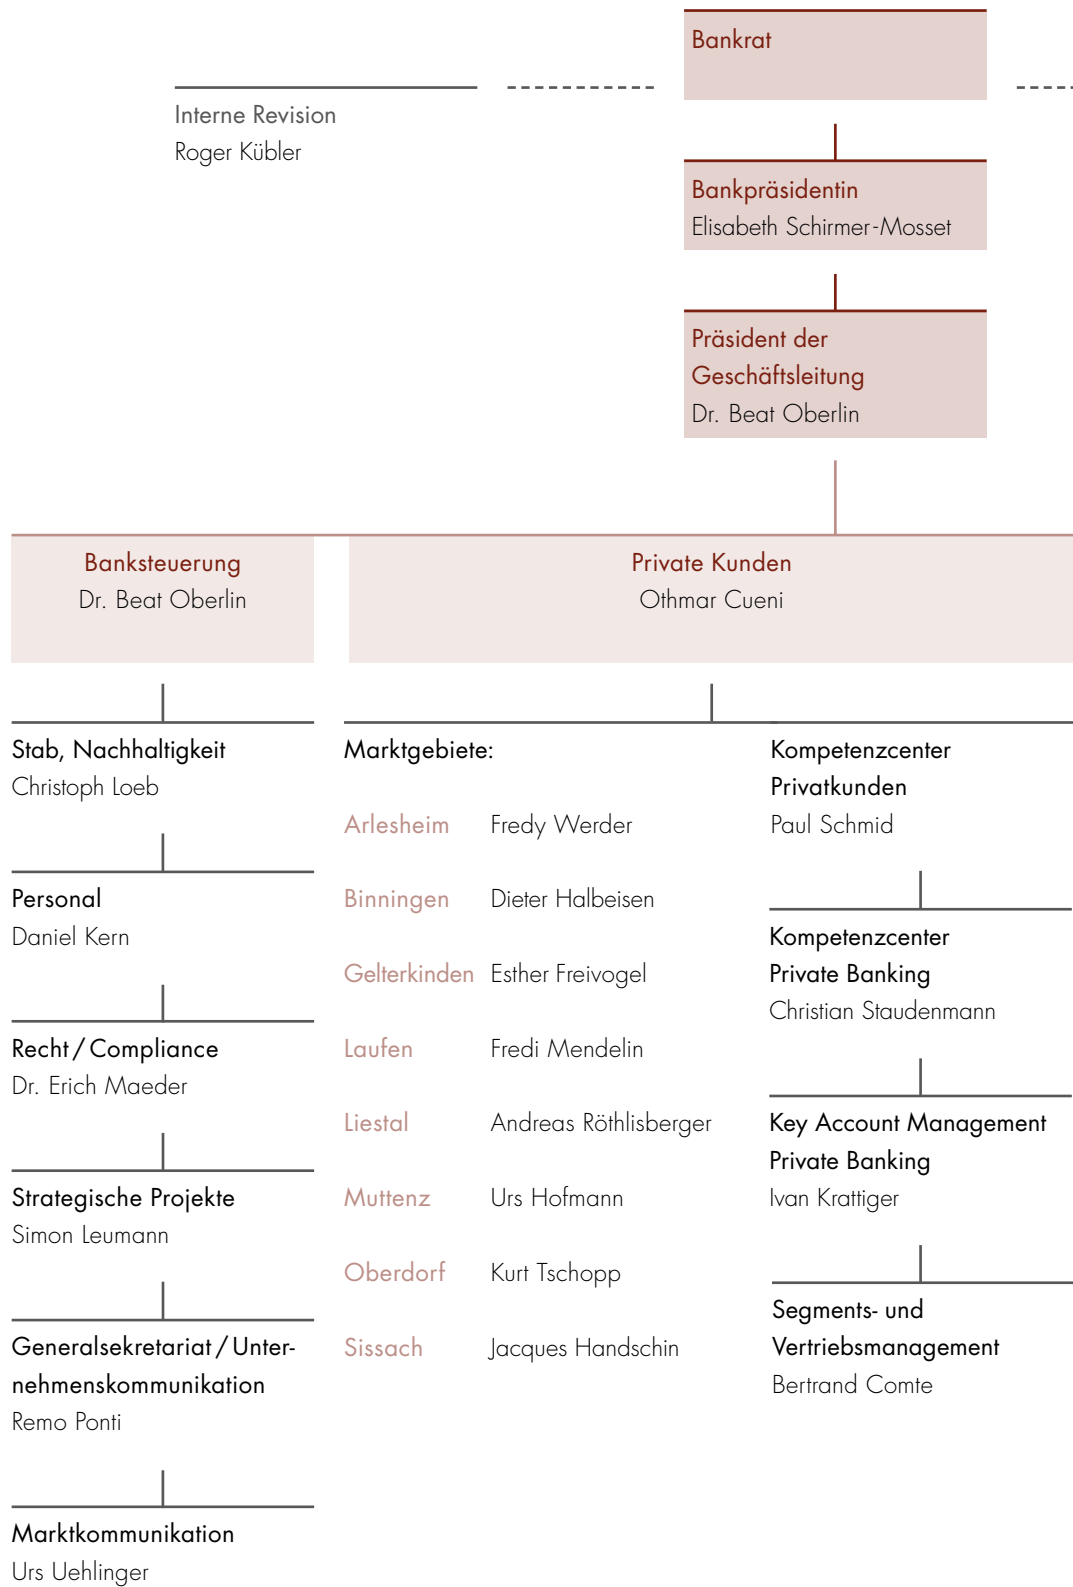 Bankrat
Interne Revision
Roger Kübler
Bankpräsidentin
Elisabeth Schirmer-Mosset
Präsident der
Geschäftsleitung
Dr. Beat Oberlin
Banksteuerung
Dr. Beat Oberlin
Private Kunden
Othmar Cueni
Stab, Nachhaltigkeit
Christoph Loeb
Personal
Daniel Kern
Recht / Compliance
Dr. Erich Maeder
Strategische Projekte
Simon Leumann
Generalsekretariat / Unter-
nehmenskommunikation
Remo Ponti
Marktkommunikation
Urs Uehlinger
Marktgebiete:
Arlesheim Fredy Werder
Binningen Dieter Halbeisen
Gelterkinden Esther Freivogel
Laufen Fredi Mendelin
Liestal Andreas Röthlisberger
Muttenz Urs Hofmann
Oberdorf Kurt Tschopp
Sissach Jacques Handschin
Kompetenzcenter
Privatkunden
Paul Schmid
Kompetenzcenter
Private Banking
Christian Staudenmann
Key Account Management
Private Banking
Ivan Krattiger
Segments- und
Vertriebsmanagement
Bertrand Comte